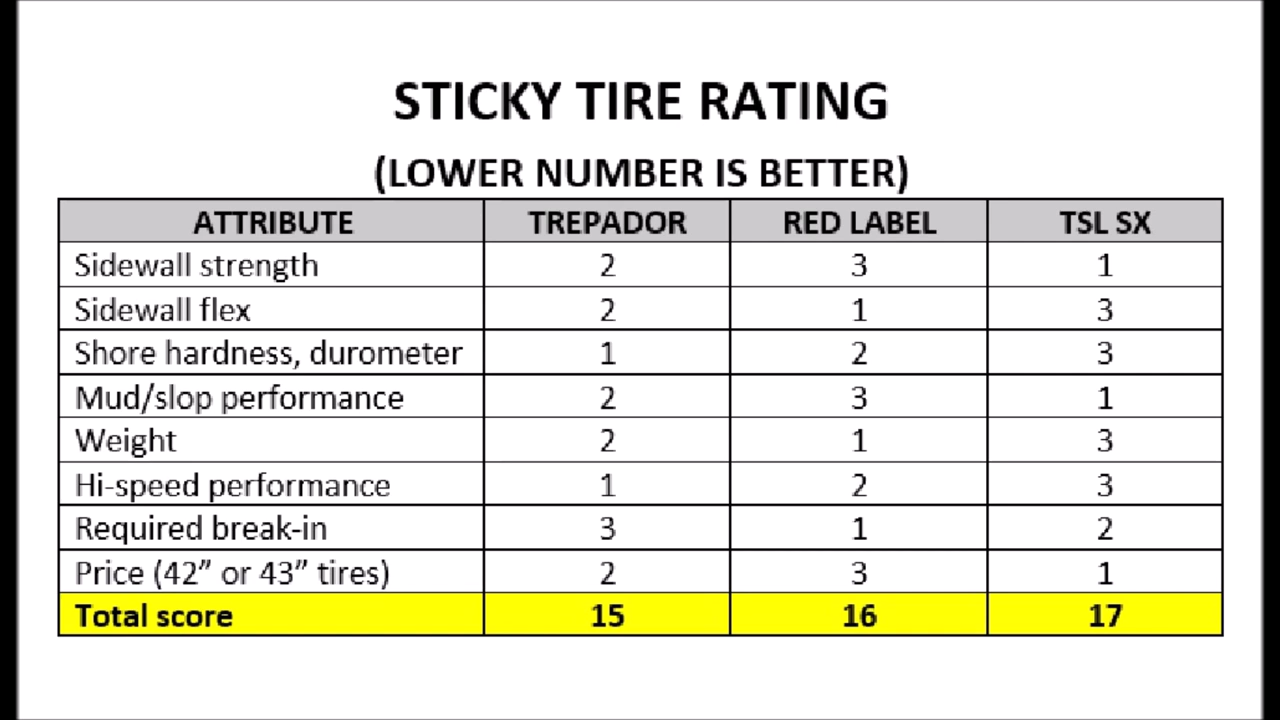 STICKY TIRE RATING
(LOWER NUMBER IS BETTER)
ATTRIBUTE TREPADOR RED LABEL TSL SX
Sidewall strength 2 3 1
Sidewall flex 2 1 3
Shore hardness, durometer 1 2 3
Mud/slop performance 2 3 1
Weight 2 1 3
Hi-speed performance 1 2 3
Required break-in 3 1 2
Price (42” or 43” tires) 2 3 1
Total score 15 16 17